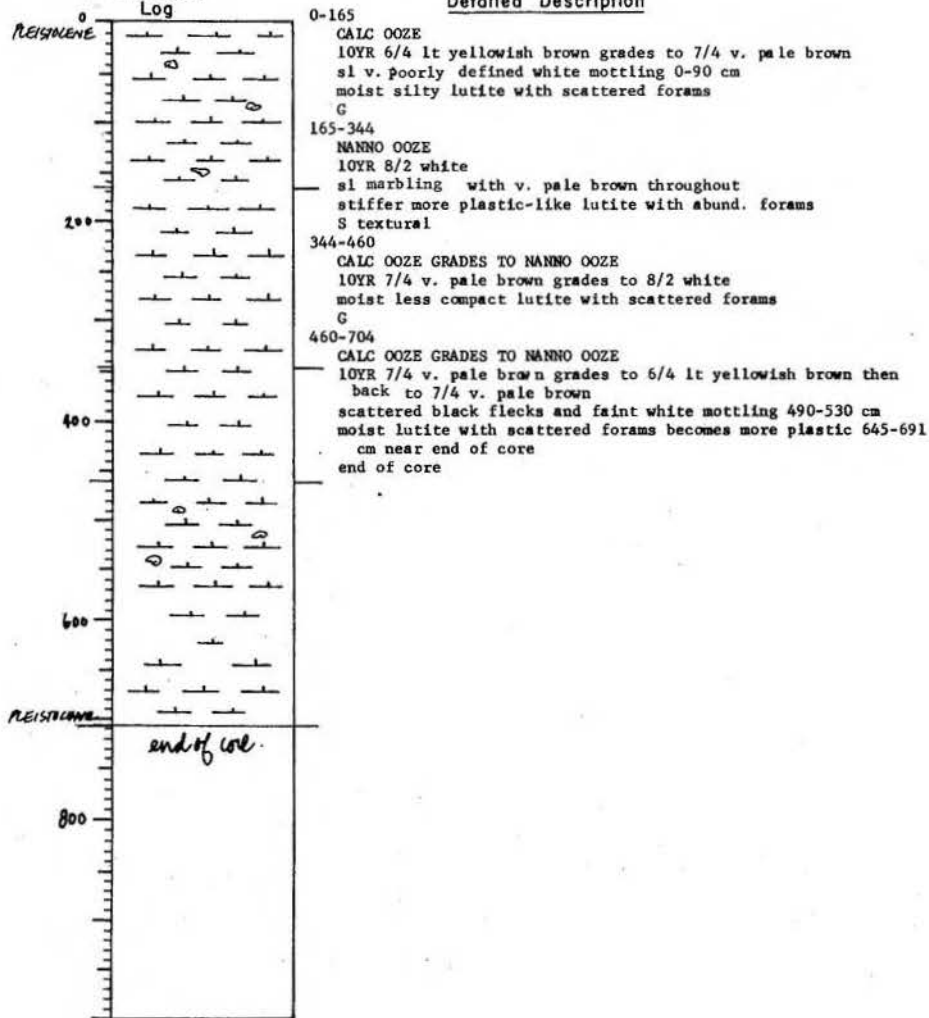 Log
Detailed Description
0
PLEISTOCENE
200
400
600
PLEISTOCENE
end of core.
800
0-165
CALC OOZE
10YR 6/4 lt yellowish brown grades to 7/4 v. pale brown
sl v. poorly defined white mottling 0-90 cm
moist silty lutite with scattered forams
G
165-344
NANNO OOZE
10YR 8/2 white
sl marbling with v. pale brown throughout
stiffer more plastic-like lutite with abund. forams
S textural
344-460
CALC OOZE GRADES TO NANNO OOZE
10YR 7/4 v. pale brown grades to 8/2 white
moist less compact lutite with scattered forams
G
460-704
CALC OOZE GRADES TO NANNO OOZE
10YR 7/4 v. pale brown grades to 6/4 lt yellowish brown then
back to 7/4 v. pale brown
scattered black flecks and faint white mottling 490-530 cm
moist lutite with scattered forams becomes more plastic 645-691
cm near end of core
end of core